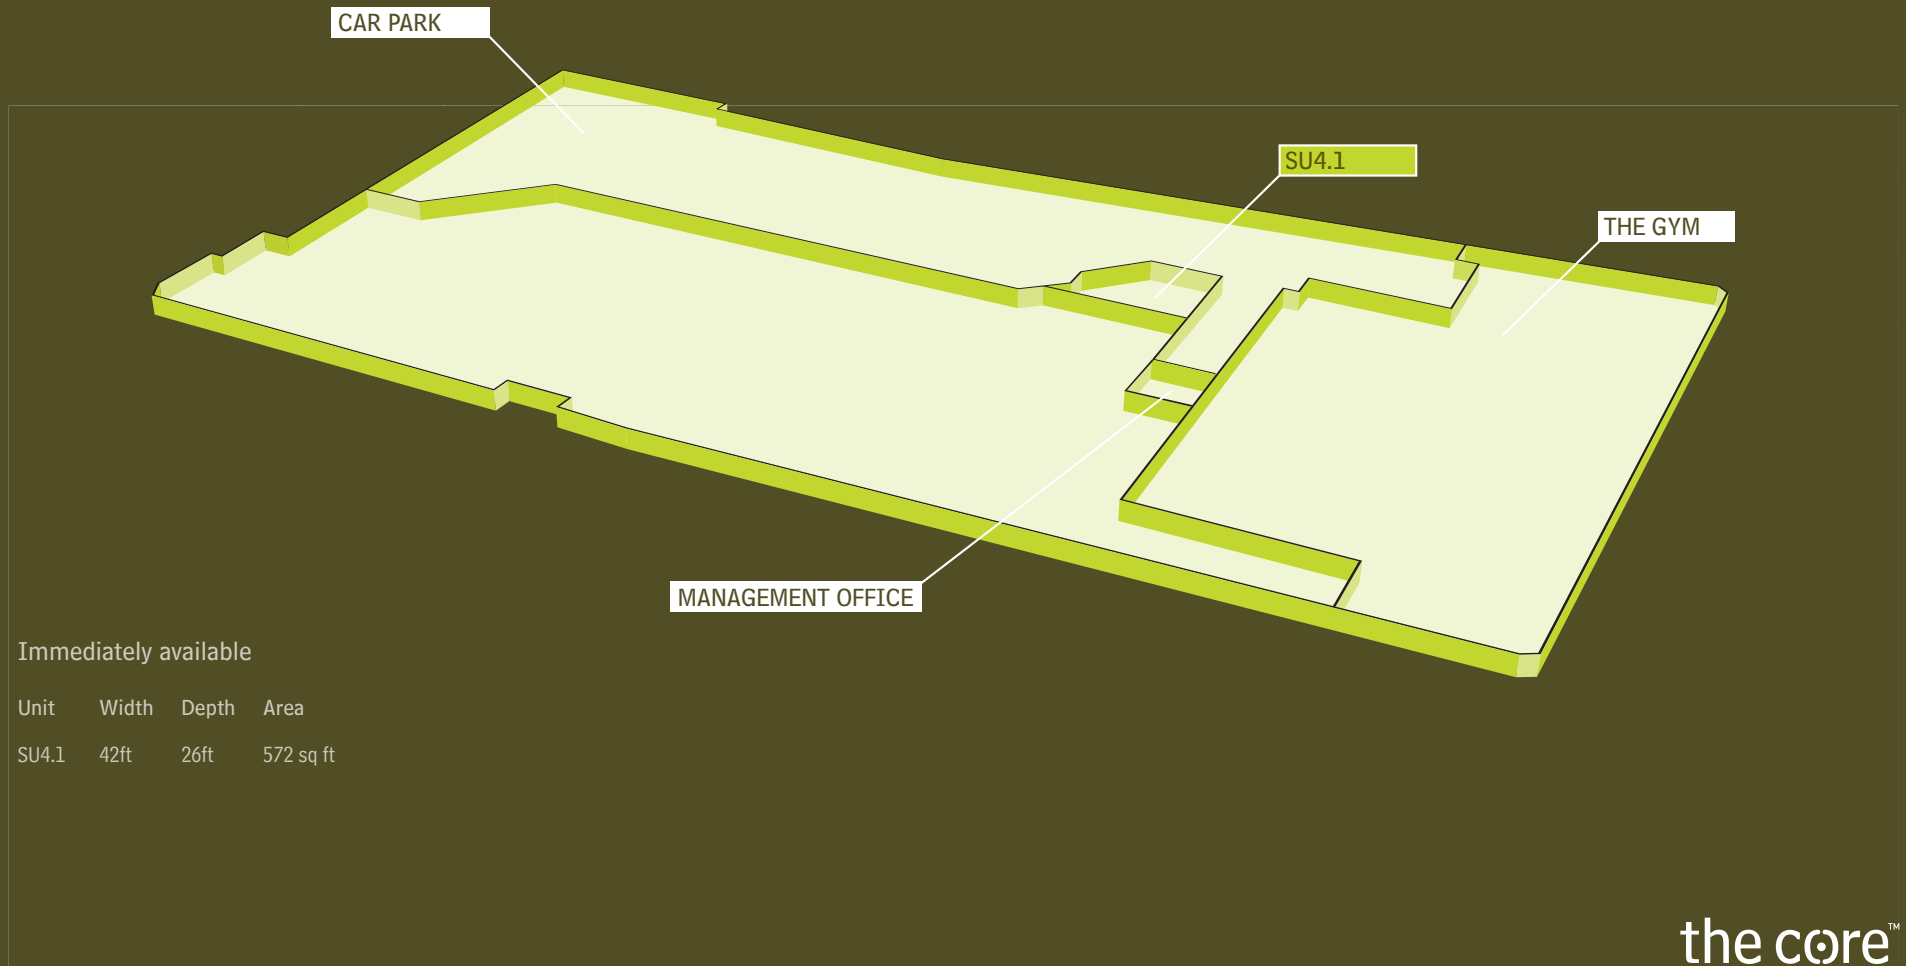 CAR PARK
SU4.1
THE GYM
MANAGEMENT OFFICE
Immediately available
Unit Width Depth Area
SU4.1 42ft 26ft 572 sq ft
the core™